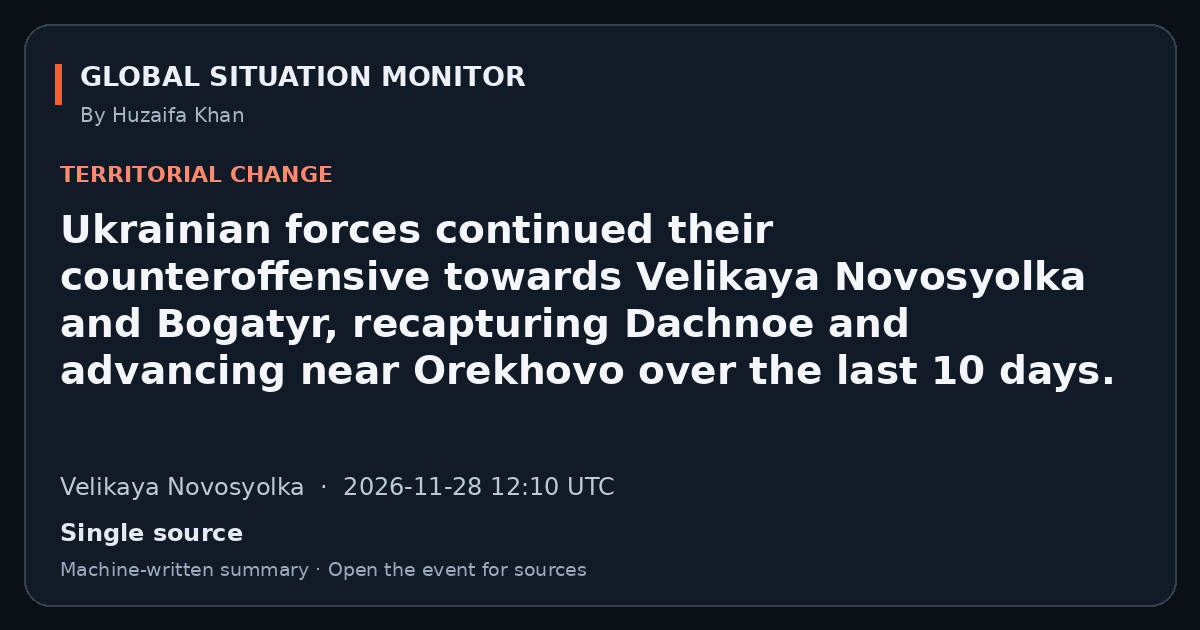 GLOBAL SITUATION MONITOR
By Huzaifa Khan
TERRITORIAL CHANGE
Ukrainian forces continued their
counteroffensive towards Velikaya Novosyolka
and Bogatyr, recapturing Dachnoe and
advancing near Orekhovo over the last 10 days.
Velikaya Novosyolka · 2026-11-28 12:10 UTC
Single source
Machine-written summary · Open the event for sources